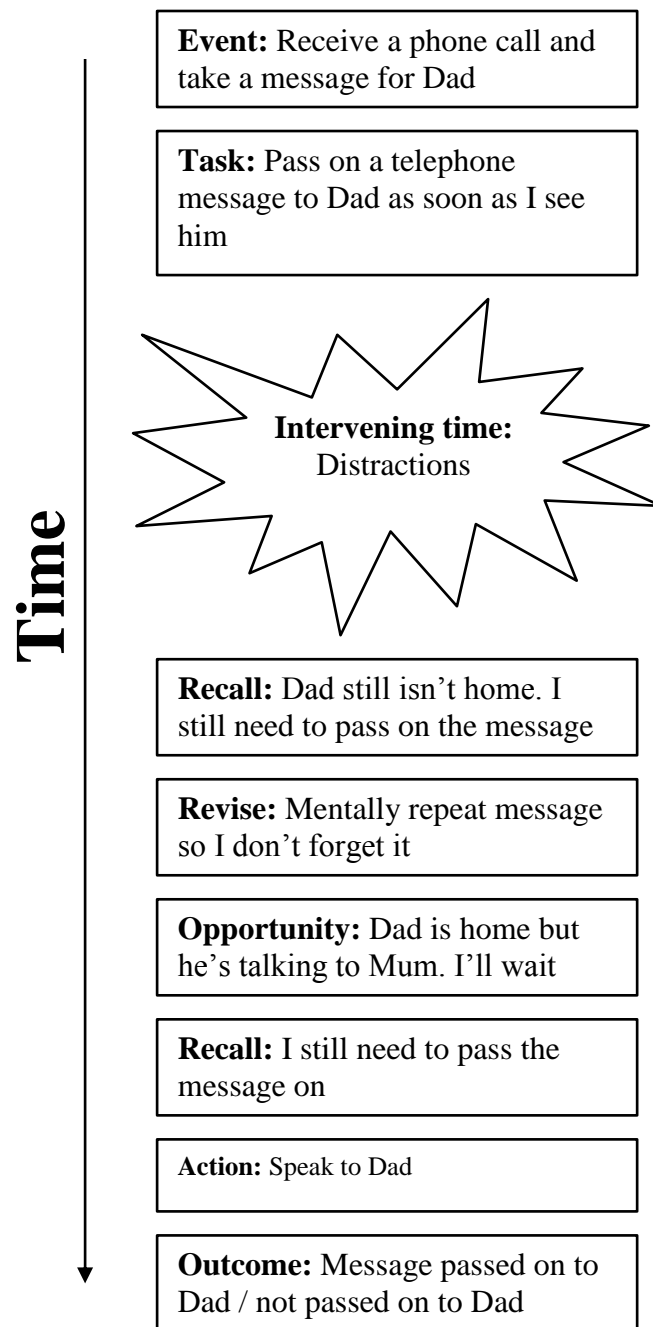 Event: Receive a phone call and
take a message for Dad
Task: Pass on a telephone
message to Dad as soon as I see
him
Intervening time:
Distractions
Time
Recall: Dad still isn't home. I
still need to pass on the message
Revise: Mentally repeat message
so I don't forget it
Opportunity: Dad is home but
he's talking to Mum. I'll wait
Recall: I still need to pass the
message on
Action: Speak to Dad
Outcome: Message passed on to
Dad / not passed on to Dad